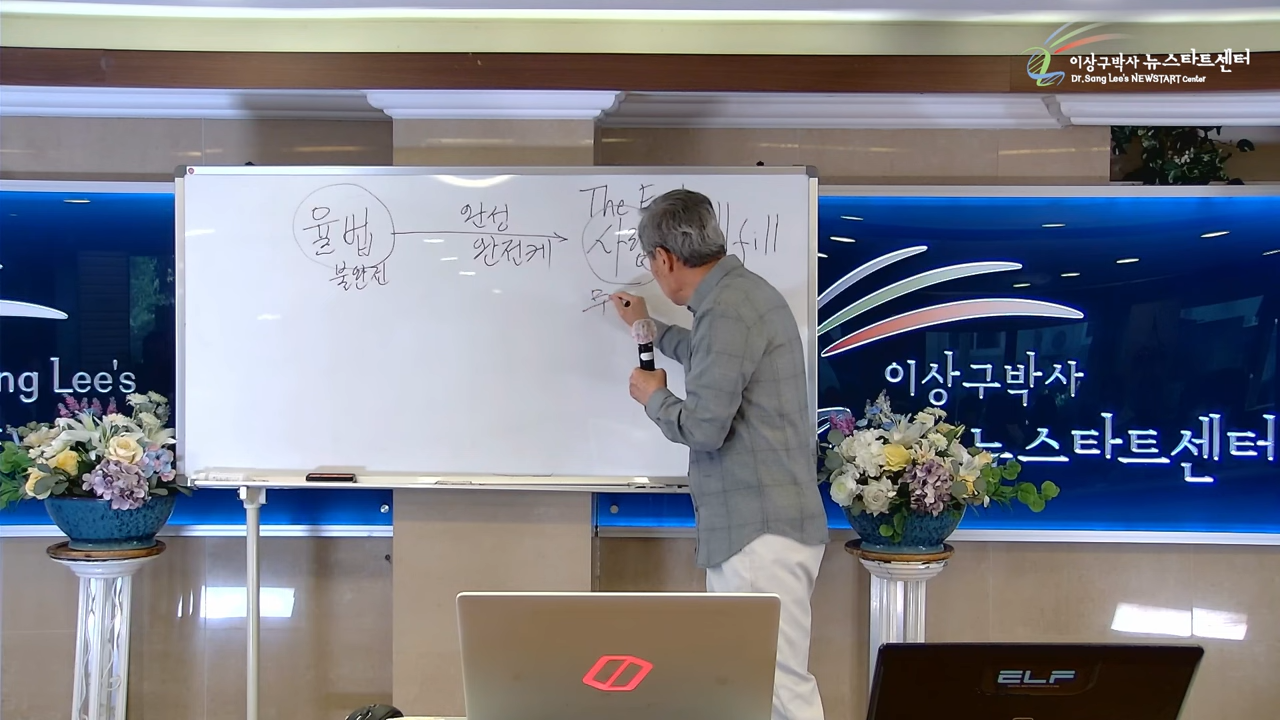 이상구박사 뉴스타트센터
Dr.Sang Lee's NEWSTART Center
The
율법
불완전
완성
완전케
fill
ng Lee's
이상구박사
뉴스타트센터
ELF